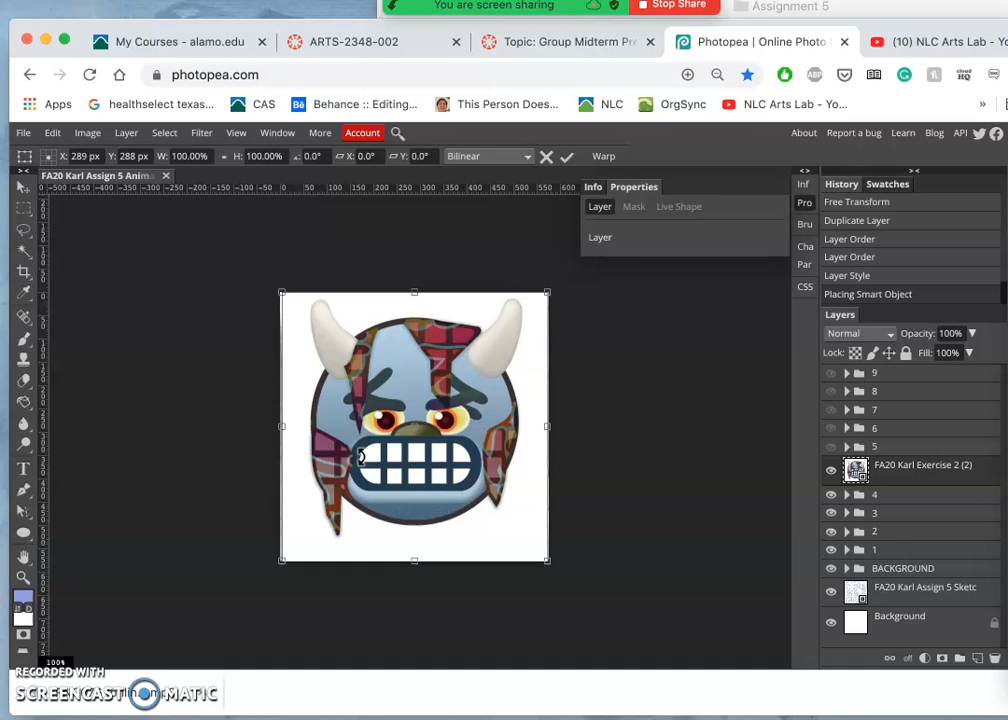 You are screen sharing
Stop Share
Assignment 5
My Courses - alamo.edu
ARTS-2348-002
Topic: Group Midterm Pre
Photopea | Online Photo
(10) NLC Arts Lab - Yo
photopea.com
Apps healthselect texas... CAS Behance :: Editing... This Person Does... NLC OrgSync NLC Arts Lab - Yo... »
File Edit Image Layer Select Filter View Window More Account About Report a bug Learn Blog API
X: 289 px Y: 288 px W: 100.00% H: 100.00% 0.0° X: 0.0° Y: 0.0° Bilinear Warp
FA20 Karl Assign 5 Anima
Info Properties
Layer Mask Live Shape
Layer
Inf
Pro
Bru
Cha
Par
CSS
History Swatches
Free Transform
Duplicate Layer
Layer Order
Layer Order
Layer Style
Placing Smart Object
Layers
Normal Opacity: 100%
Lock: Fill: 100%
9
8
7
6
5
FA20 Karl Exercise 2 (2)
4
3
2
1
BACKGROUND
FA20 Karl Assign 5 Sketc
Background
100%
RECORDED WITH
SCREENCAST MATIC